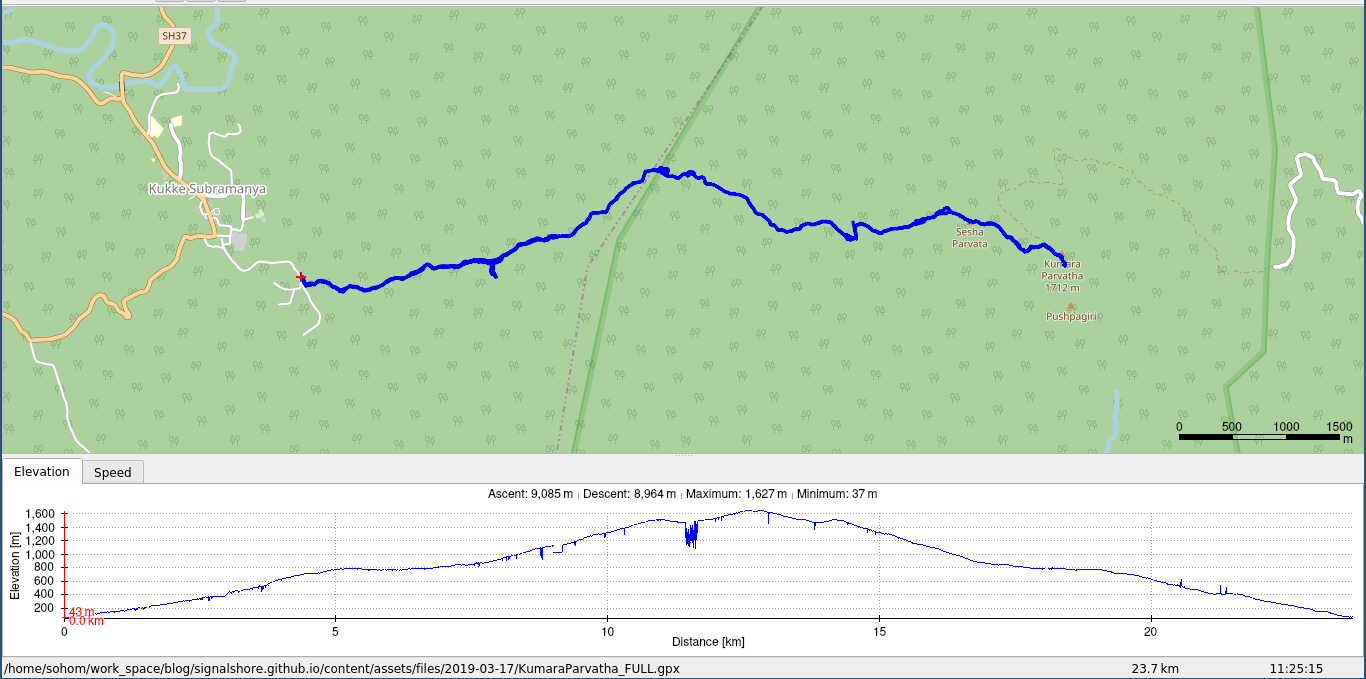 SH37
Kukke Subramanya
Sesha
Parvata
Kumara
Parvatha
1712 m
Pushpagiri
0 500 1000 1500
m
Elevation Speed
Ascent: 9,085 m | Descent: 8,964 m | Maximum: 1,627 m | Minimum: 37 m
1,600
1,400
1,200
1,000
800
600
400
200
Elevation [m]
43 m
0.0 km
0 5 10 15 20
Distance [km]
/home/sohom/work_space/blog/signalshore.github.io/content/assets/files/2019-03-17/KumaraParvatha_FULL.gpx 23.7 km 11:25:15